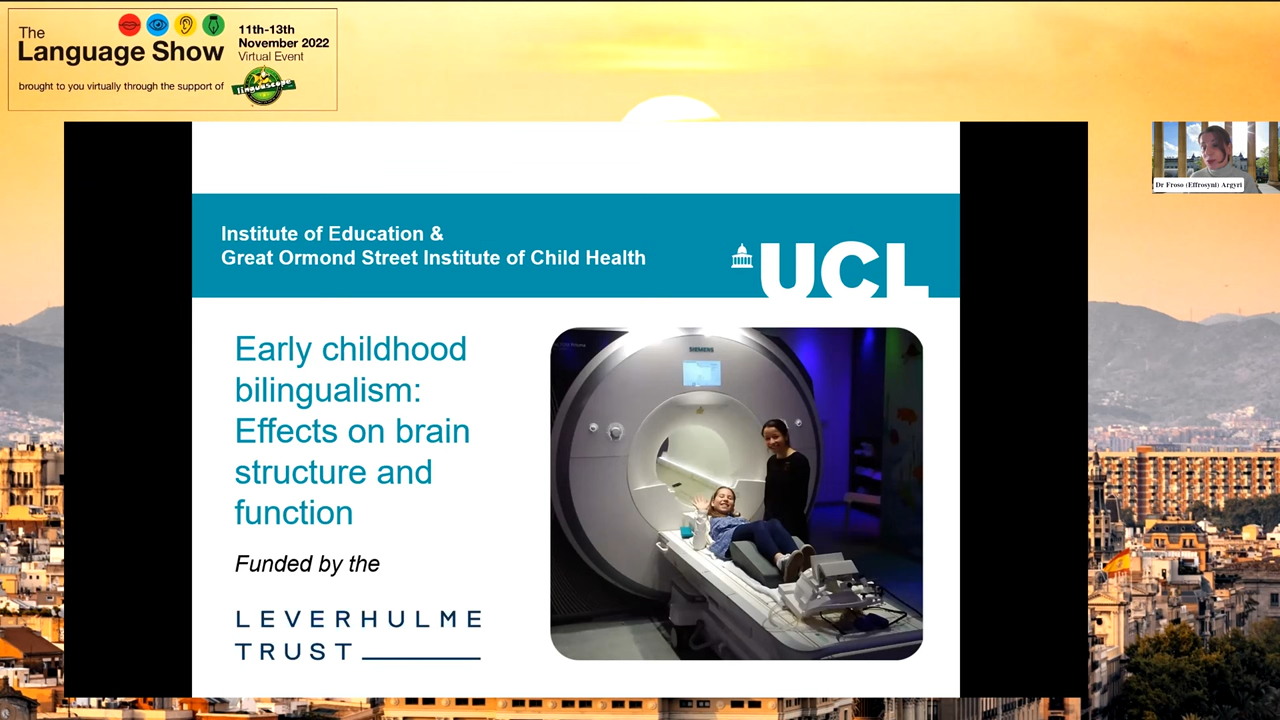 The
Language Show
11th-13th
November 2022
Virtual Event
brought to you virtually through the support of
linguascope
Dr Froso (Effrosyni) Argyri
Institute of Education &
Great Ormond Street Institute of Child Health
UCL
Early childhood
bilingualism:
Effects on brain
structure and
function
Funded by the
LEVERHULME
TRUST
SIEMENS